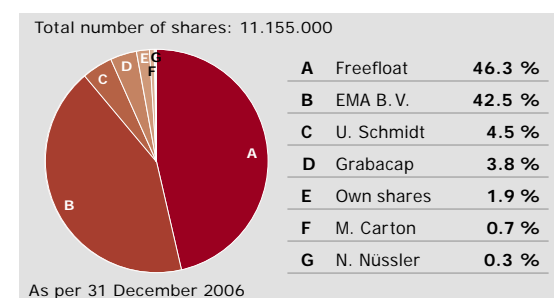 Total number of shares: 11.155.000
A
B
C
D
E
F
G
A Freefloat 46.3 %
B EMA B.V. 42.5 %
C U. Schmidt 4.5 %
D Grabacap 3.8 %
E Own shares 1.9 %
F M. Carton 0.7 %
G N. Nüssler 0.3 %
As per 31 December 2006